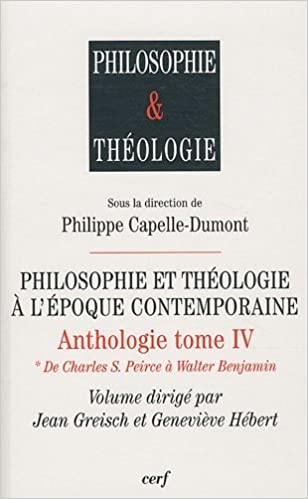 PHILOSOPHIE
&
THÉOLOGIE
Sous la direction de
Philippe Capelle-Dumont
PHILOSOPHIE ET THÉOLOGIE
À L'ÉPOQUE CONTEMPORAINE
Anthologie tome IV
* De Charles S. Peirce à Walter Benjamin
Volume dirigé par
Jean Greisch et Geneviève Hébert
cerf